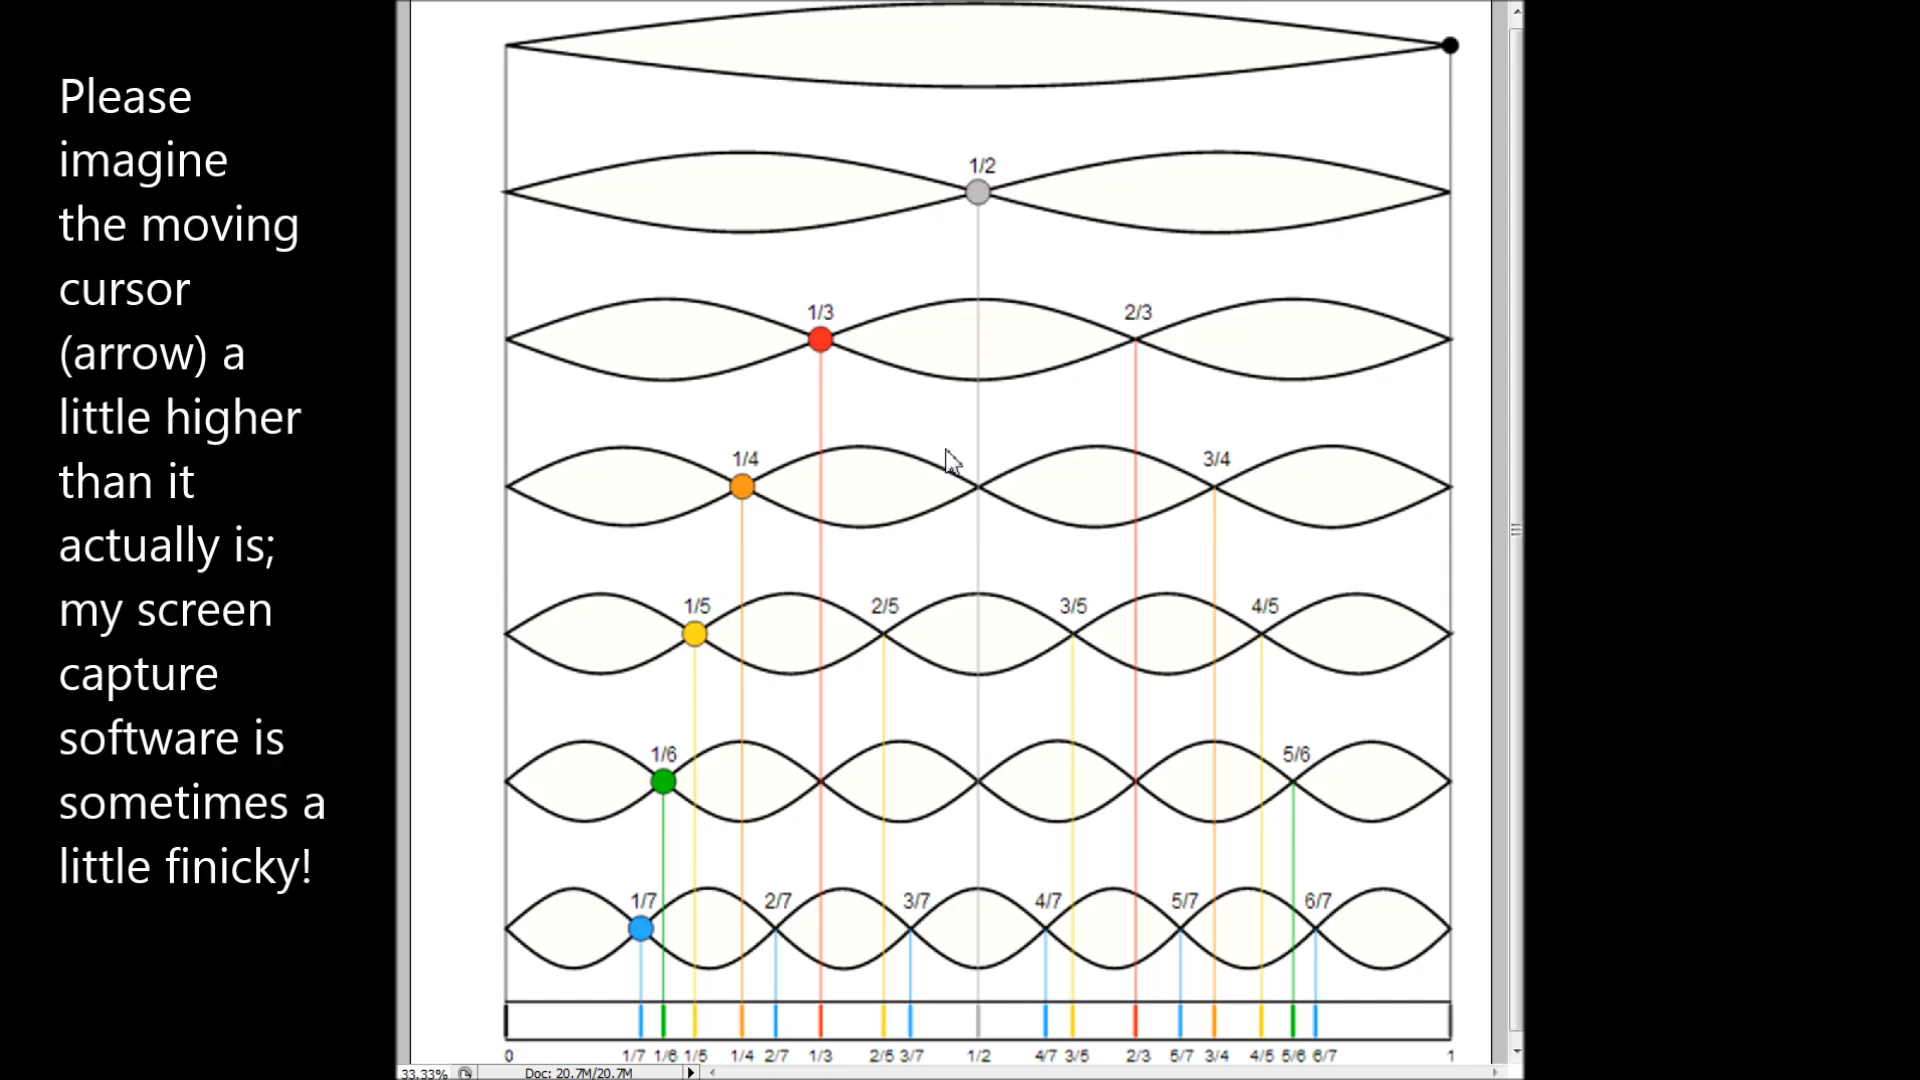 Please
imagine
the moving
cursor
(arrow) a
little higher
than it
actually is;
my screen
capture
software is
sometimes a
little finicky!
1/2
1/3 2/3
1/4 3/4
1/5 2/5 3/5 4/5
1/6 5/6
1/7 2/7 3/7 4/7 5/7 6/7
0 1/7 1/6 1/5 1/4 2/7 1/3 2/5 3/7 1/2 4/7 3/5 2/3 5/7 3/4 4/5 5/6 6/7 1
33.33% Doc: 20.7M/20.7M